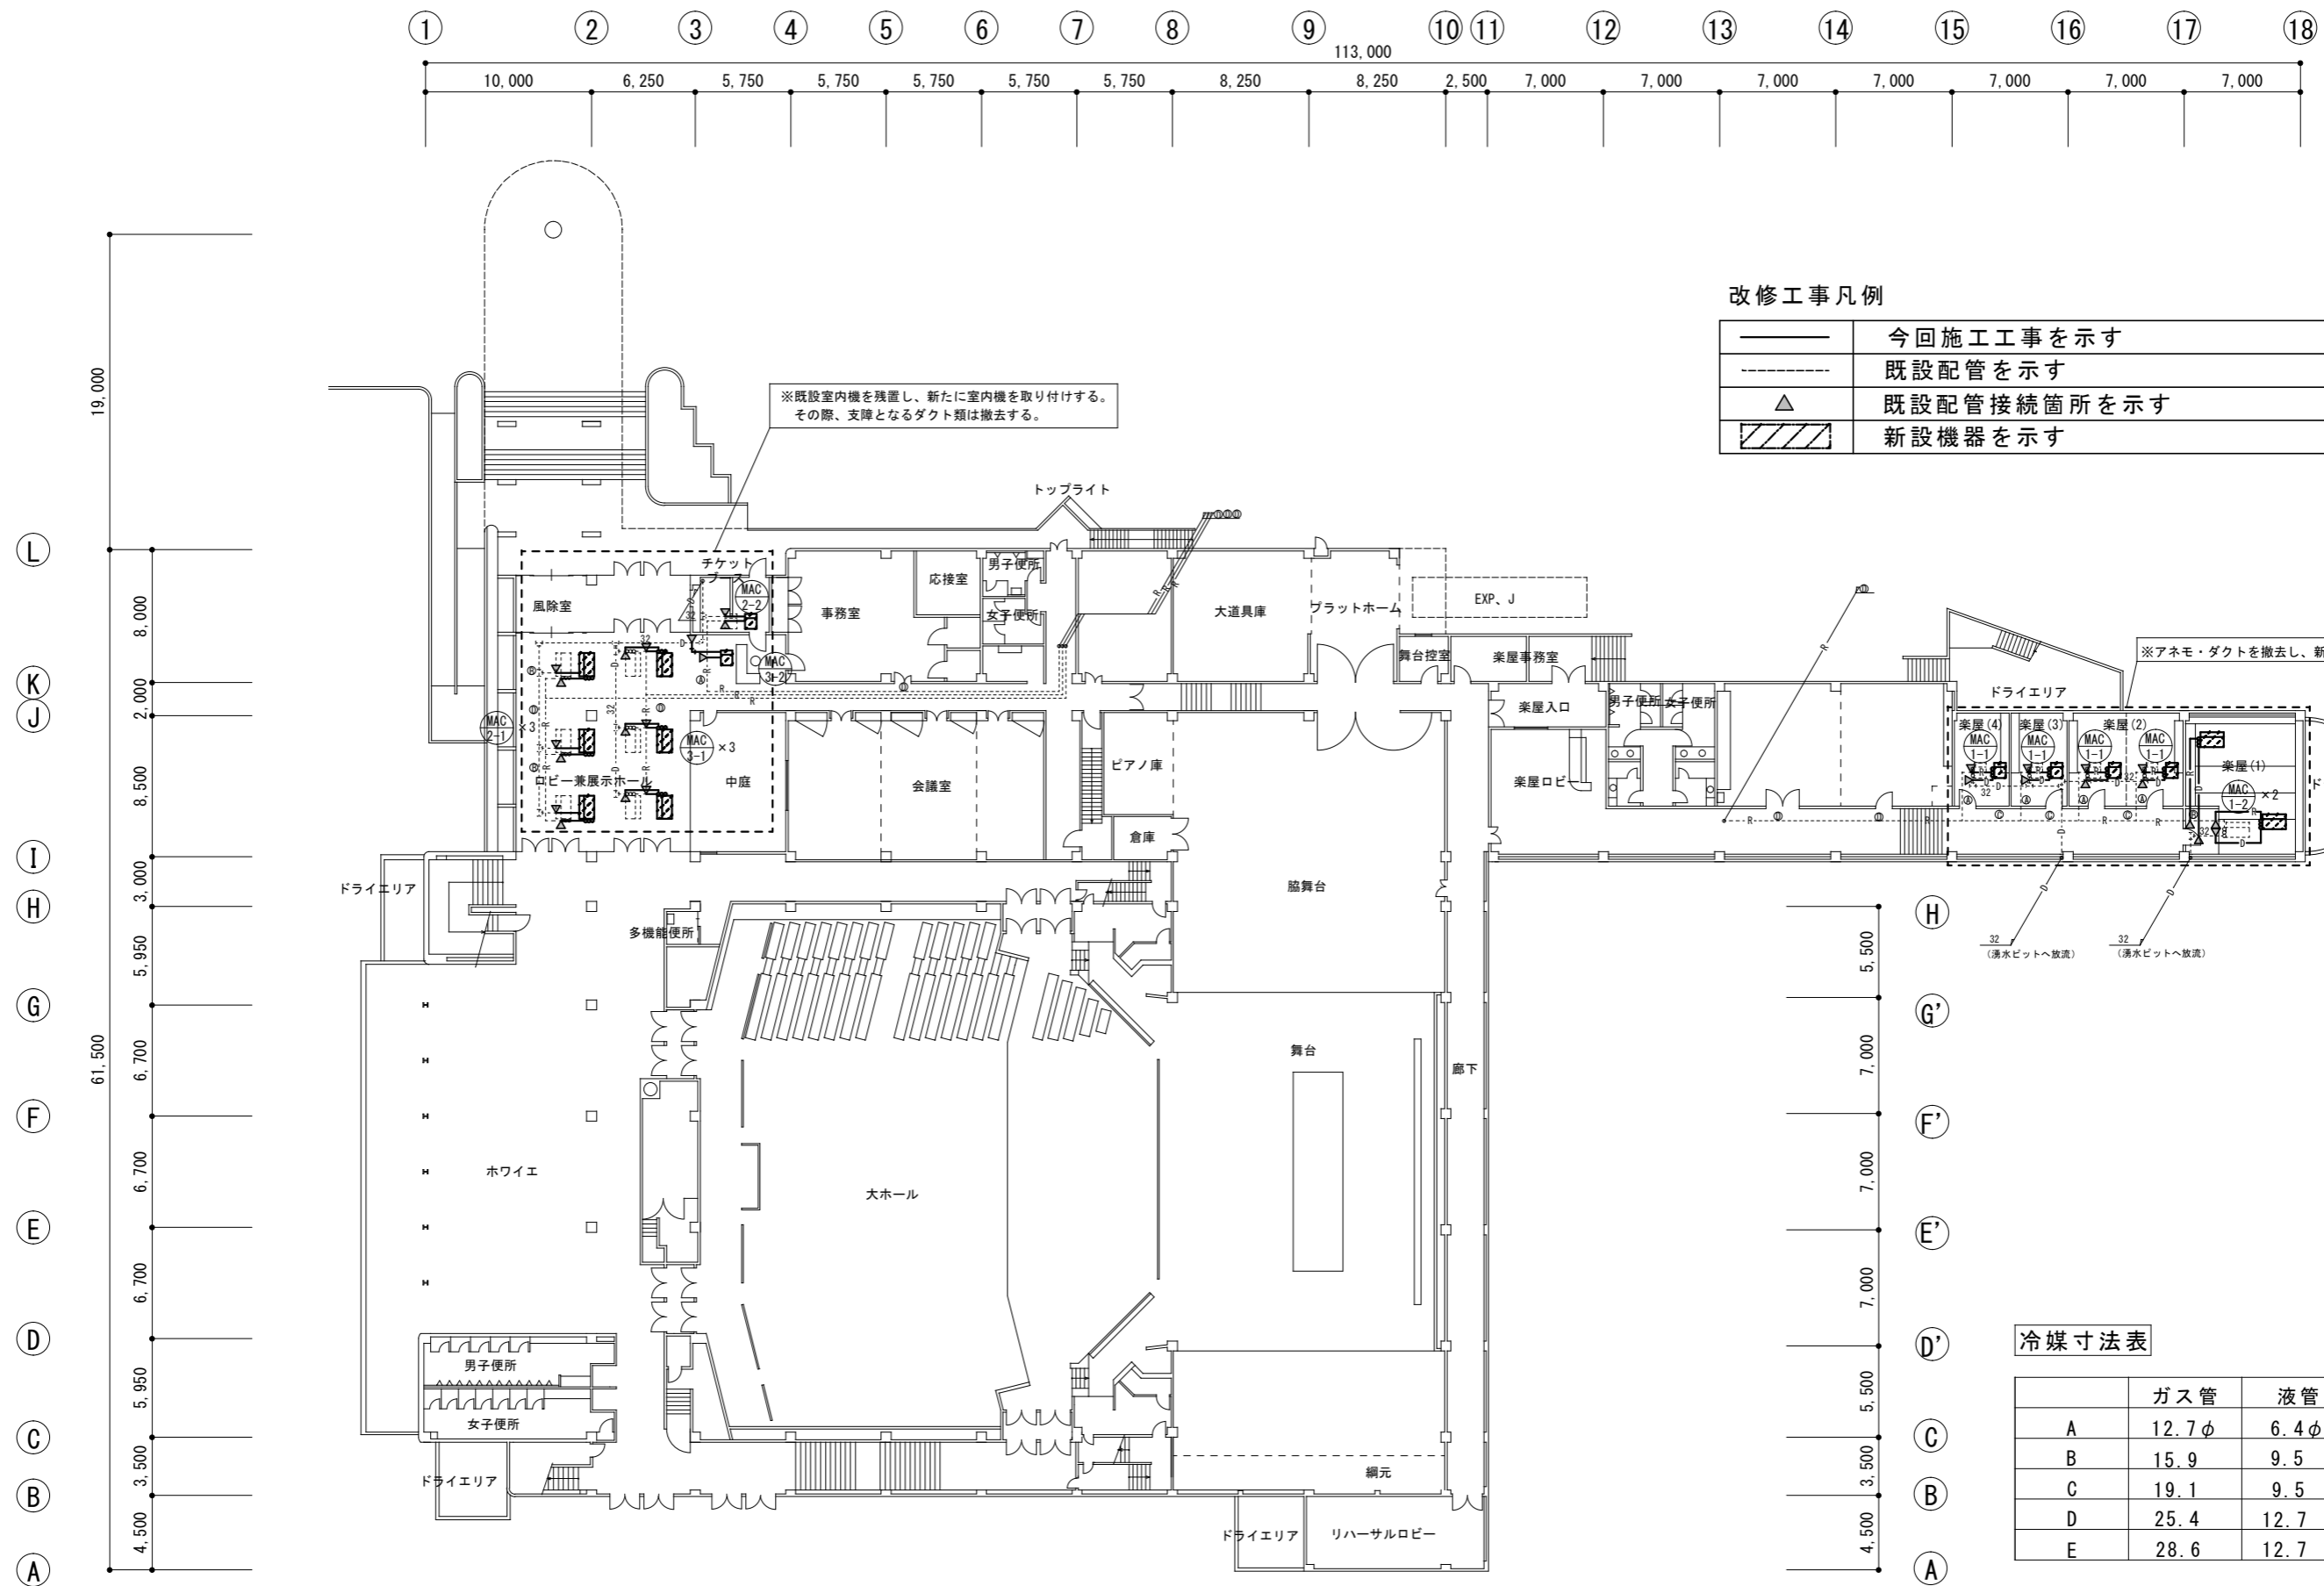 ① ② ③ ④ ⑤ ⑥ ⑦ ⑧ ⑨ ⑩ ⑪ ⑫ ⑬ ⑭ ⑮ ⑯ ⑰ ⑱
113,000
10,000 6,250 5,750 5,750 5,750 5,750 5,750 8,250 8,250 2,500 7,000 7,000 7,000 7,000 7,000 7,000 7,000
改修工事凡例
今回施工工事を示す
既設配管を示す
既設配管接続箇所を示す
新設機器を示す
※既設室内機を残置し、新たに室内機を取り付けする。
その際、支障となるダクト類は撤去する。
19,000
61,500
Ⓛ
8,000
Ⓚ
2,000
Ⓙ
8,500
Ⓘ
3,000
Ⓗ
5,950
Ⓖ
6,700
Ⓕ
6,700
Ⓔ
6,700
Ⓓ
5,950
Ⓒ
3,500
Ⓑ
4,500
Ⓐ
トップライト
チケット
ブース
MAC
2-2
風除室
事務室
応接室
男子便所
女子便所
大道具庫
プラットホーム
EXP、J
舞台控室
楽屋事務室
※アネモ・ダクトを撤去し、新
MAC
3-2
楽屋入口
男子便所
女子便所
ドライエリア
MAC
2-1
×3
MAC
3-1
×3
ロビー兼展示ホール
中庭
会議室
ピアノ庫
倉庫
楽屋ロビー
楽屋(4)
MAC
1-1
楽屋(3)
MAC
1-1
楽屋(2)
MAC
1-1
MAC
1-1
楽屋(1)
MAC
1-2
×2
ド
ドライエリア
脇舞台
多機能便所
32
(湧水ピットへ放流)
32
(湧水ピットへ放流)
舞台
廊下
ホワイエ
大ホール
男子便所
女子便所
ドライエリア
綱元
ドライエリア
リハーサルロビー
Ⓗ
5,500
G'
7,000
F'
7,000
E'
7,000
D'
5,500
Ⓒ
3,500
Ⓑ
4,500
Ⓐ
冷媒寸法表
ガス管 液管
A 12.7φ 6.4φ
B 15.9 9.5
C 19.1 9.5
D 25.4 12.7
E 28.6 12.7